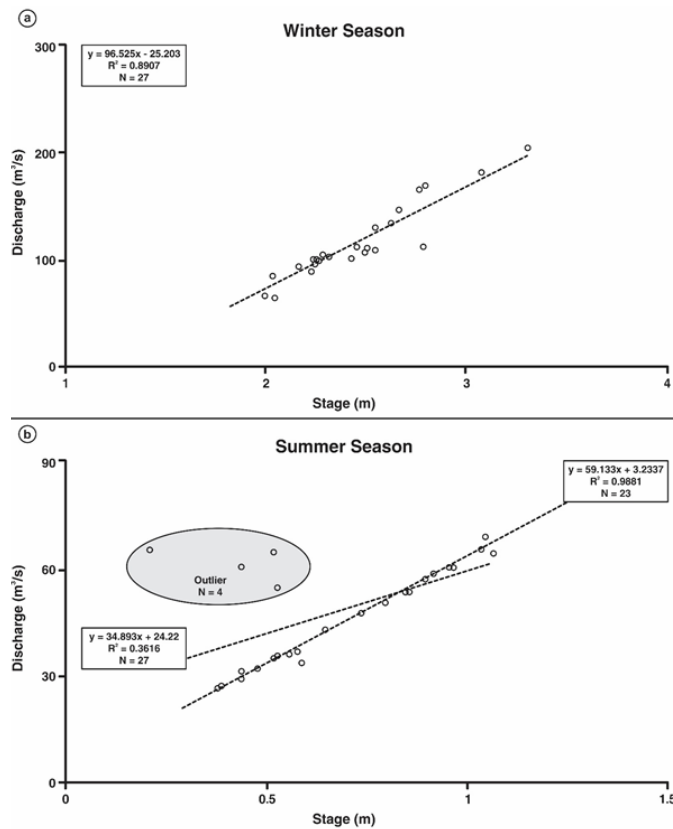 a
Winter Season
300
y = 96.525x - 25.203
R² = 0.8907
N = 27
200
Discharge (m³/s)
100
0
1
2
3
4
Stage (m)
b
Summer Season
90
y = 59.133x + 3.2337
R² = 0.9881
N = 23
60
Outlier
N = 4
Discharge (m³/s)
y = 34.893x + 24.22
R² = 0.3616
N = 27
30
0
0
0.5
1
1.5
Stage (m)